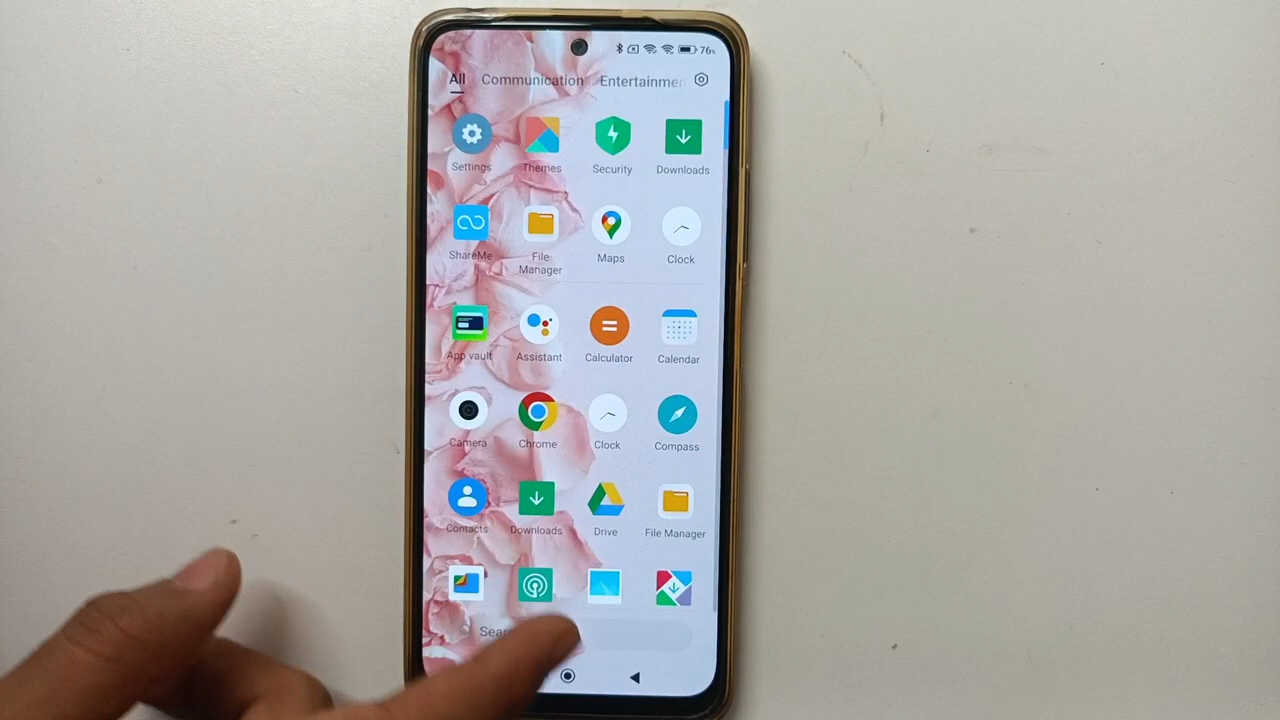 76%
All Communication Entertainmen
Settings Themes Security Downloads
ShareMe File Manager Maps Clock
App vault Assistant Calculator Calendar
Camera Chrome Clock Compass
Contacts Downloads Drive File Manager